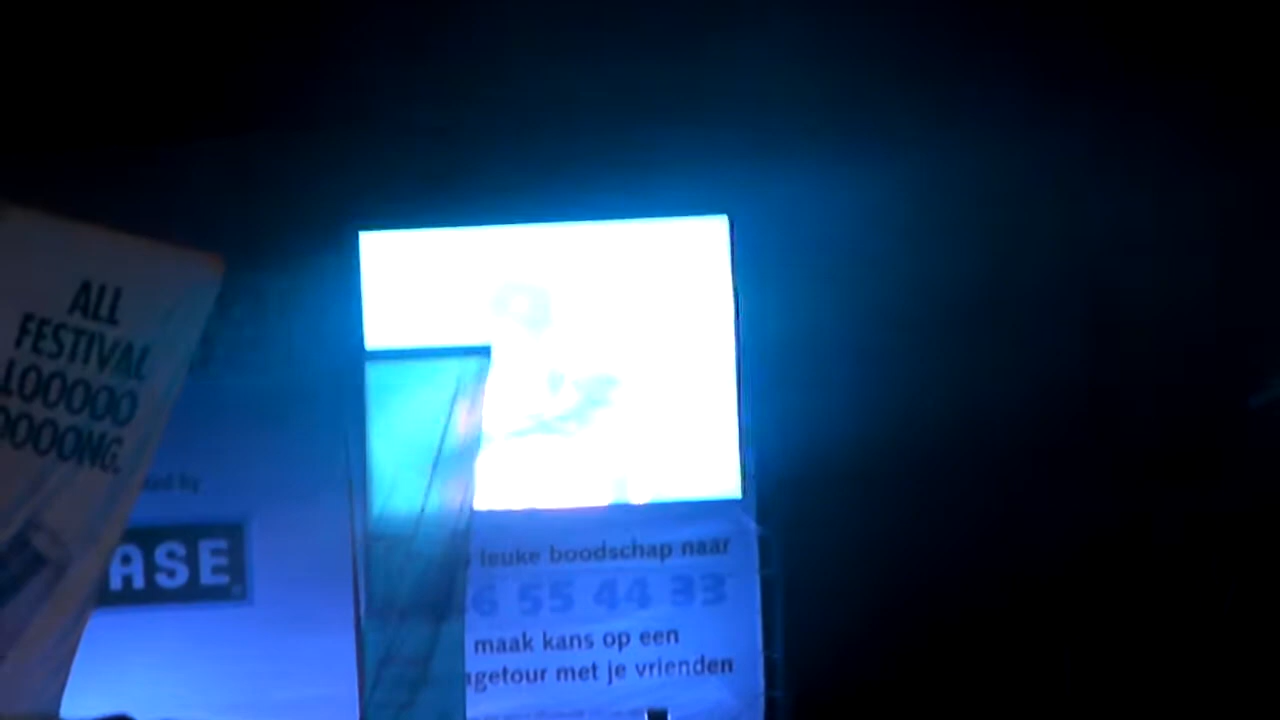 ALL
FESTIVAL
LOOOOO
OOOONG.
ASE
leuke boodschap naar
6 55 44 33
maak kans op een
getour met je vrienden